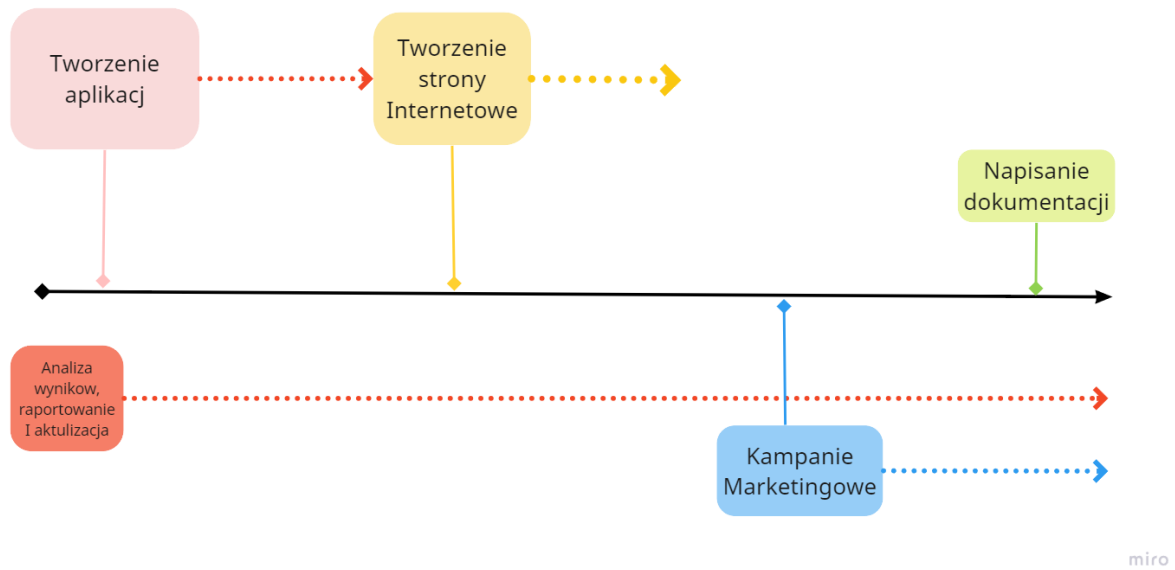 Tworzenie
aplikacj
Tworzenie
strony
Internetowe
Napisanie
dokumentacji
Analiza
wynikow,
raportowanie
I aktulizacja
Kampanie
Marketingowe
miro